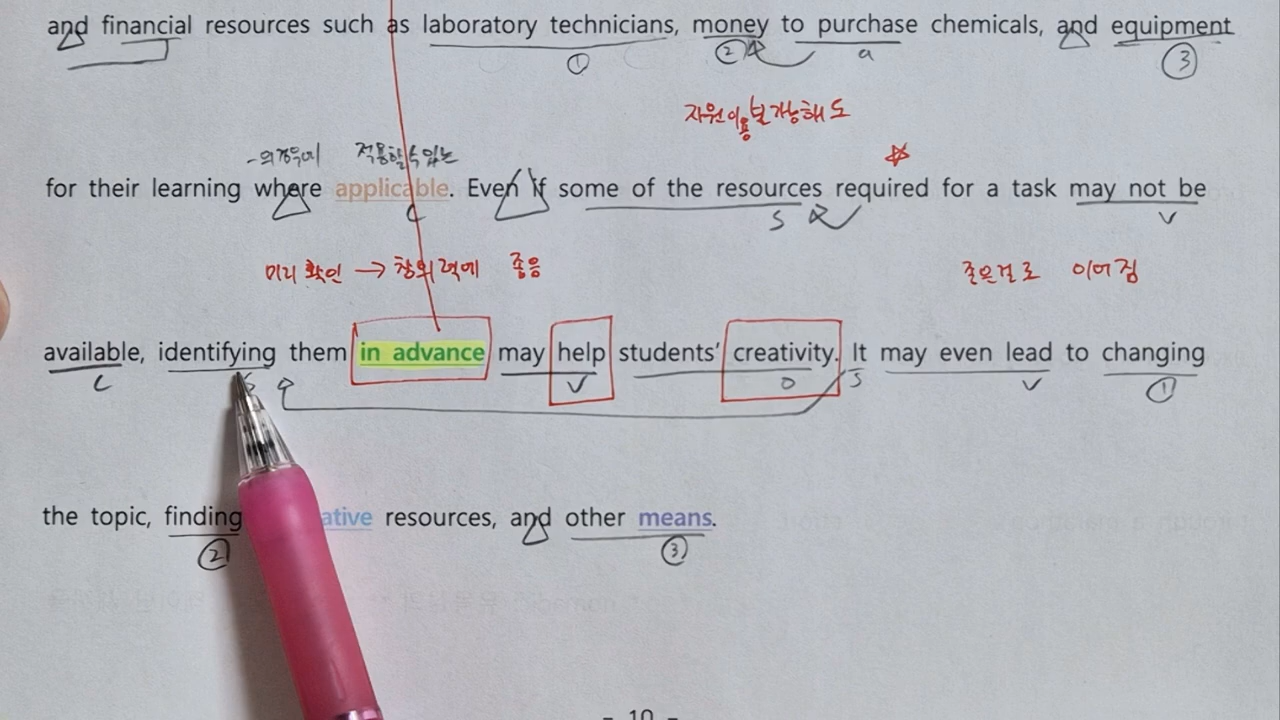 and financial resources such as laboratory technicians, money to purchase chemicals, and equipment
① ② a ③
자원이용 불가능해도
-의경우에 적용할수있는
for their learning where applicable. Even if some of the resources required for a task may not be
C S V
미리 확인 → 창의력에 좋음 좋은걸로 이어짐
available, identifying them in advance may help students' creativity. It may even lead to changing
C S V O S V ①
the topic, finding ative resources, and other means.
② ③
- 10 -